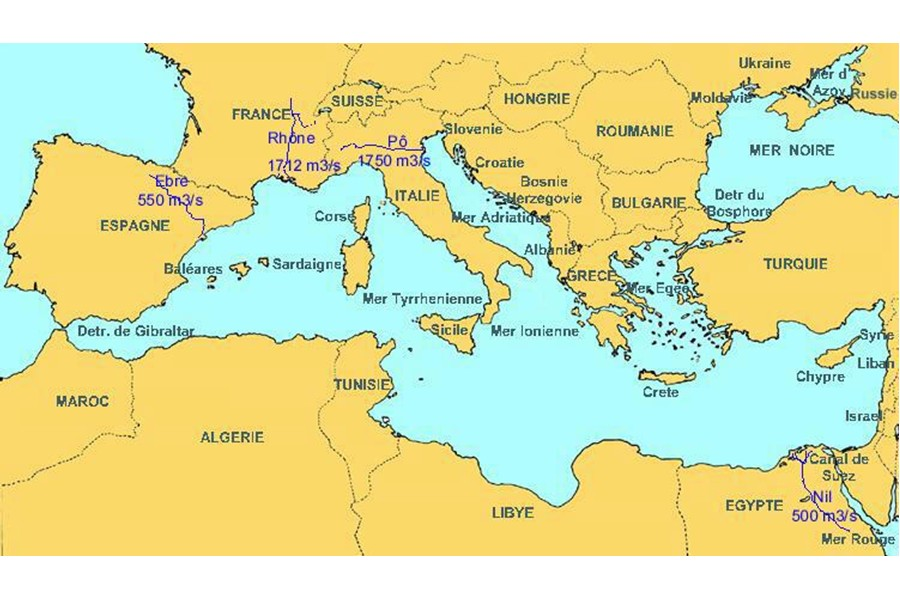 Ukraine
Mer d
Azov
Russie
Moldavie
SUISSE
HONGRIE
FRANCE
Slovenie
ROUMANIE
Rhône
1712 m3/s
Pô
1750 m3/s
MER NOIRE
Croatie
Ebre
550 m3/s
Bosnie
Herzegovie
ITALIE
BULGARIE
Detr du
Bosphore
Corse
Mer Adriatique
ESPAGNE
Albanie
Baléares
Sardaigne
GRECE
TURQUIE
Mer Egée
Mer Tyrrhenienne
Detr. de Gibraltar
Sicile
Mer Ionienne
Syrie
Liban
Chypre
TUNISIE
Crete
MAROC
Israel
ALGERIE
Canal de
Suez
EGYPTE
Nil
500 m3/s
LIBYE
Mer Rouge